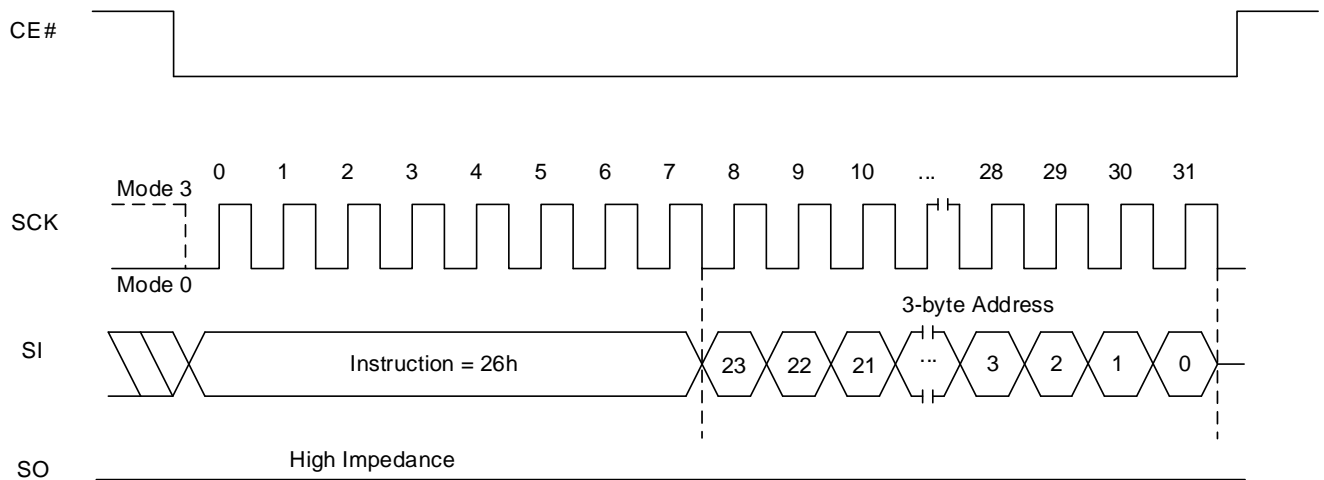 CE#
0 1 2 3 4 5 6 7 8 9 10 ... 28 29 30 31
Mode 3
SCK
Mode 0
3-byte Address
SI
Instruction = 26h
23 22 21 ... 3 2 1 0
High Impedance
SO